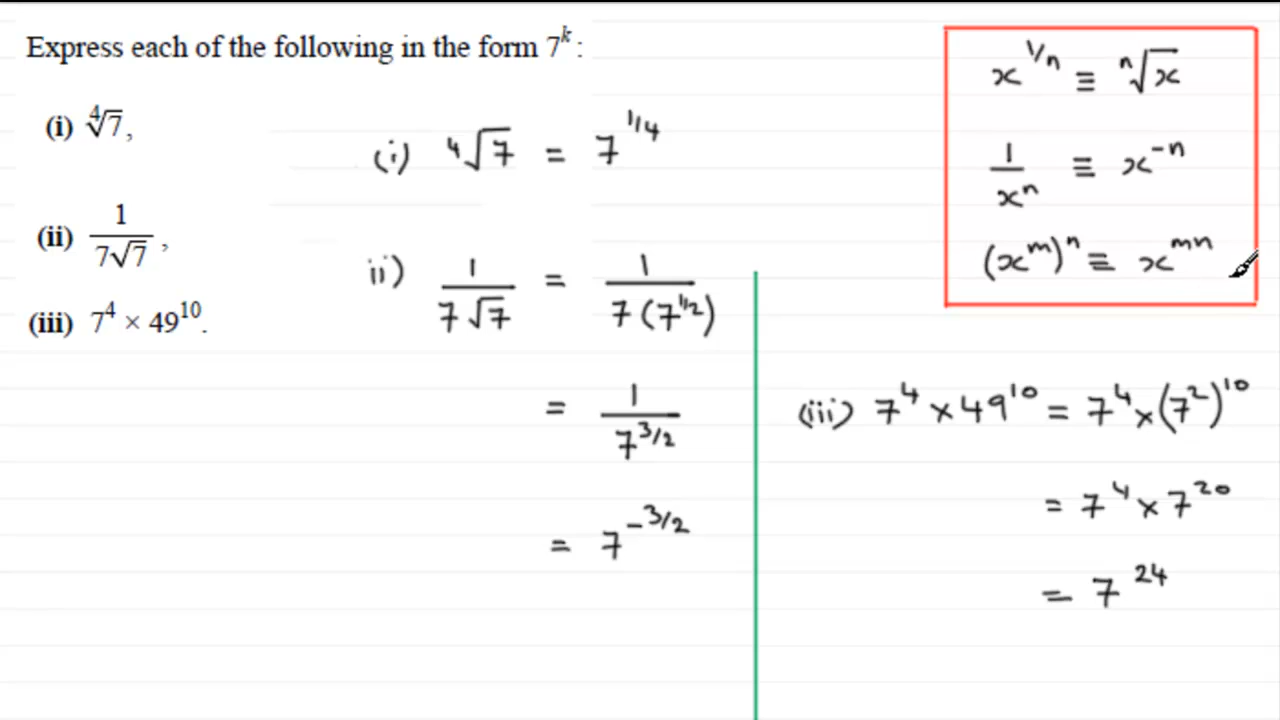 Express each of the following in the form 7^k :
(i) ∜7,
(ii) 1/(7√7) ,
(iii) 7^4 × 49^10.
(i) ∜7 = 7^(1/4)
ii) 1/(7√7) = 1/(7(7^(1/2)))
= 1/(7^(3/2))
= 7^(-3/2)
x^(1/n) ≡ ⁿ√x
1/(x^n) ≡ x^(-n)
(x^m)^n ≡ x^(mn)
(iii) 7^4 × 49^10 = 7^4 × (7^2)^10
= 7^4 × 7^20
= 7^24